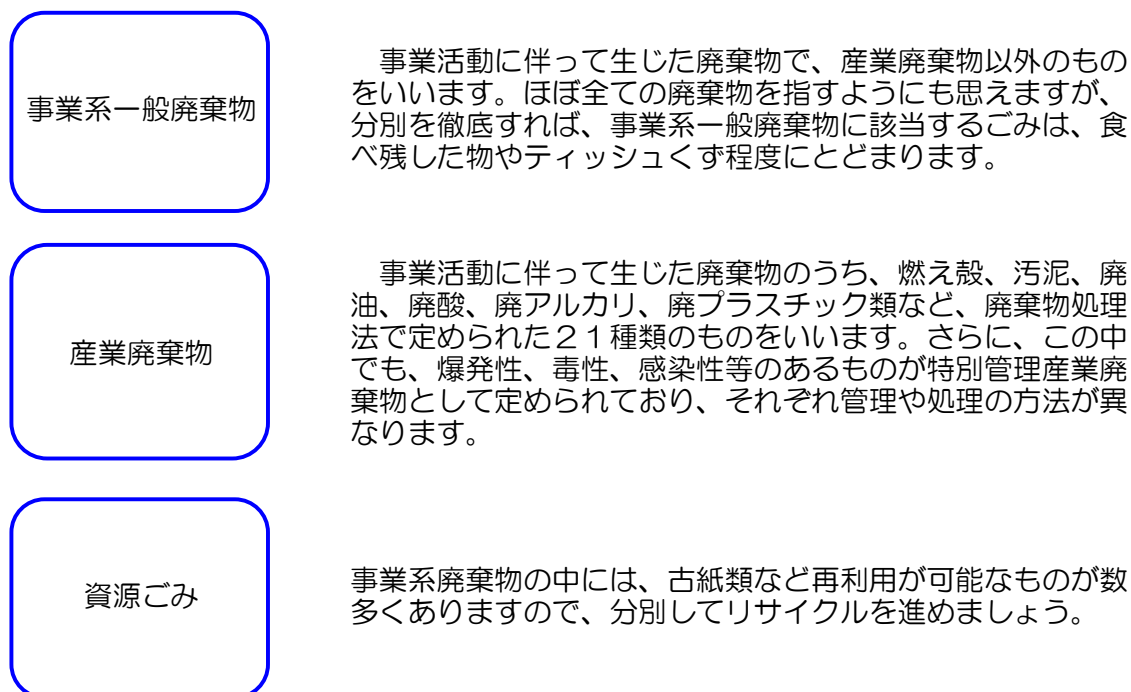 事業系一般廃棄物
　事業活動に伴って生じた廃棄物で、産業廃棄物以外のもの
をいいます。ほぼ全ての廃棄物を指すようにも思えますが、
分別を徹底すれば、事業系一般廃棄物に該当するごみは、食
べ残した物やティッシュくず程度にとどまります。
産業廃棄物
　事業活動に伴って生じた廃棄物のうち、燃え殻、汚泥、廃
油、廃酸、廃アルカリ、廃プラスチック類など、廃棄物処理
法で定められた２１種類のものをいいます。さらに、この中
でも、爆発性、毒性、感染性等のあるものが特別管理産業廃
棄物として定められており、それぞれ管理や処理の方法が異
なります。
資源ごみ
事業系廃棄物の中には、古紙類など再利用が可能なものが数
多くありますので、分別してリサイクルを進めましょう。